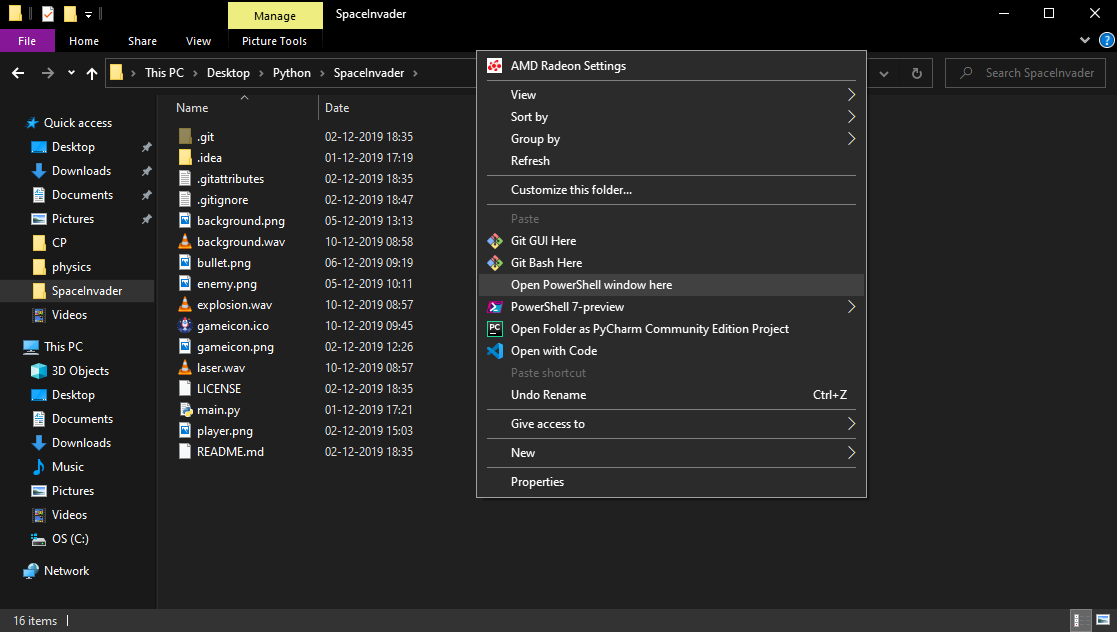 Manage
SpaceInvader
File
Home
Share
View
Picture Tools
This PC
Desktop
Python
SpaceInvader
Search SpaceInvader
Quick access
Desktop
Downloads
Documents
Pictures
CP
physics
SpaceInvader
Videos
This PC
3D Objects
Desktop
Documents
Downloads
Music
Pictures
Videos
OS (C:)
Network
Name Date
.git 02-12-2019 18:35
.idea 01-12-2019 17:19
.gitattributes 02-12-2019 18:35
.gitignore 02-12-2019 18:47
background.png 05-12-2019 13:13
background.wav 10-12-2019 08:58
bullet.png 06-12-2019 09:19
enemy.png 05-12-2019 10:11
explosion.wav 10-12-2019 08:57
gameicon.ico 10-12-2019 09:45
gameicon.png 02-12-2019 12:26
laser.wav 10-12-2019 08:57
LICENSE 02-12-2019 18:35
main.py 01-12-2019 17:21
player.png 02-12-2019 15:03
README.md 02-12-2019 18:35
AMD Radeon Settings
View
Sort by
Group by
Refresh
Customize this folder...
Paste
Git GUI Here
Git Bash Here
Open PowerShell window here
PowerShell 7-preview
PC Open Folder as PyCharm Community Edition Project
Open with Code
Paste shortcut
Undo Rename Ctrl+Z
Give access to
New
Properties
16 items